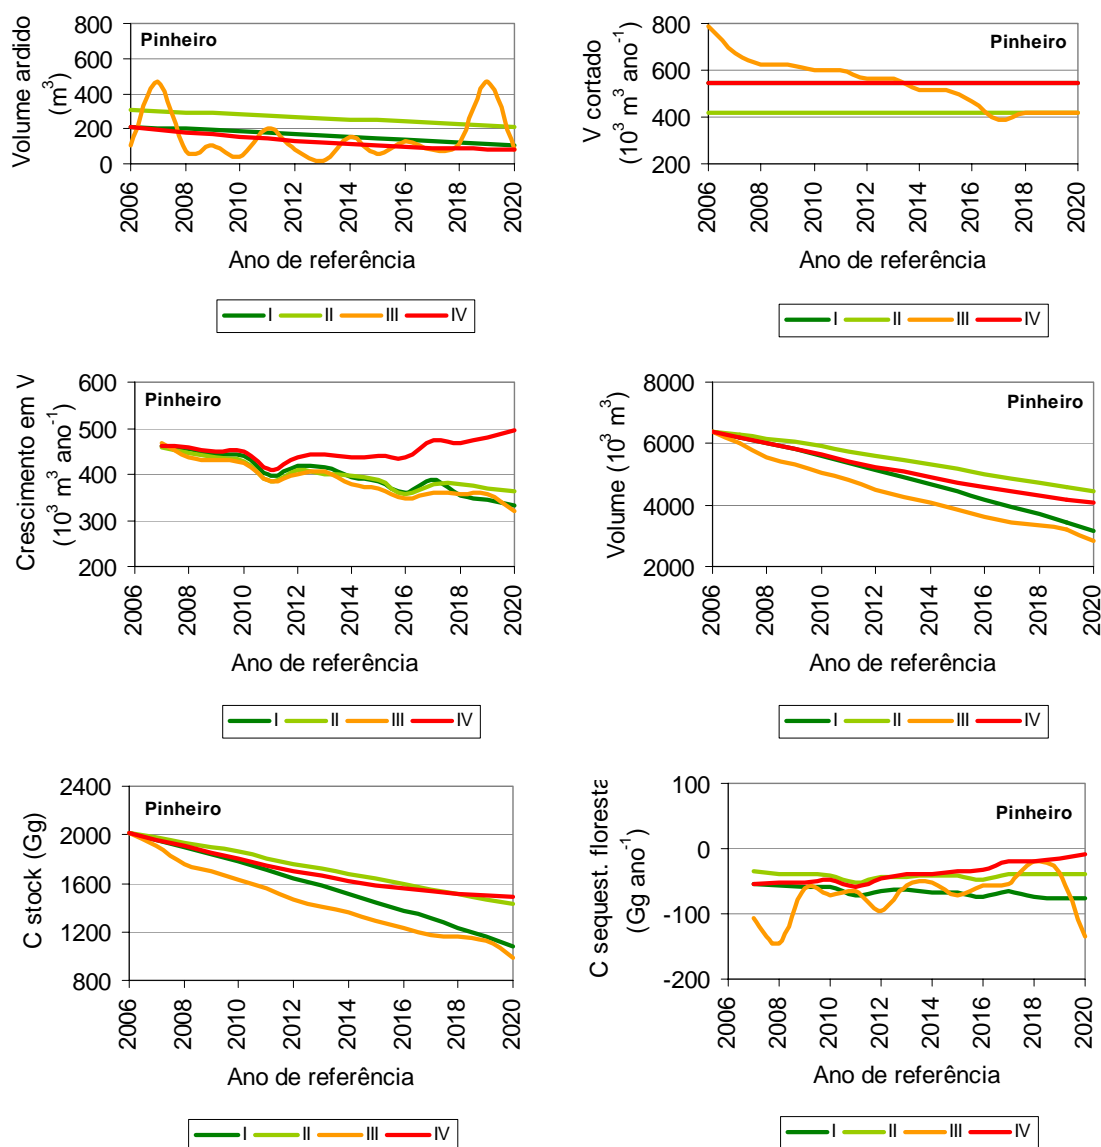 Volume ardido
(m³)
800
600
400
200
0
Pinheiro
2006
2008
2010
2012
2014
2016
2018
2020
Ano de referência
I II III IV
V cortado
(10³ m³ ano⁻¹)
800
600
400
200
Pinheiro
2006
2008
2010
2012
2014
2016
2018
2020
Ano de referência
I II III IV
Crescimento em V
(10³ m³ ano⁻¹)
600
500
400
300
200
Pinheiro
2006
2008
2010
2012
2014
2016
2018
2020
Ano de referência
I II III IV
Volume (10³ m³)
8000
6000
4000
2000
Pinheiro
2006
2008
2010
2012
2014
2016
2018
2020
Ano de referência
I II III IV
C stock (Gg)
2400
2000
1600
1200
800
Pinheiro
2006
2008
2010
2012
2014
2016
2018
2020
Ano de referência
I II III IV
C sequest. floresta
(Gg ano⁻¹)
100
0
-100
-200
Pinheiro
2006
2008
2010
2012
2014
2016
2018
2020
Ano de referência
I II III IV